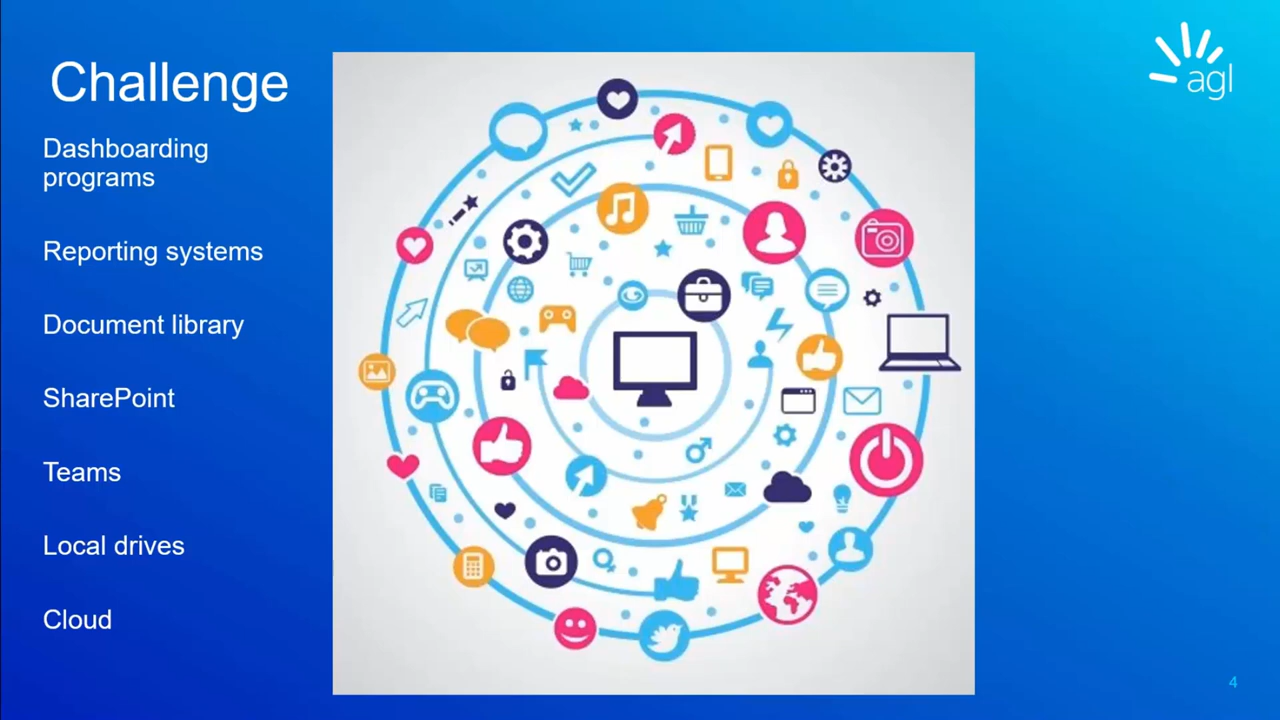 Challenge
Dashboarding
programs
Reporting systems
Document library
SharePoint
Teams
Local drives
Cloud
agl
4